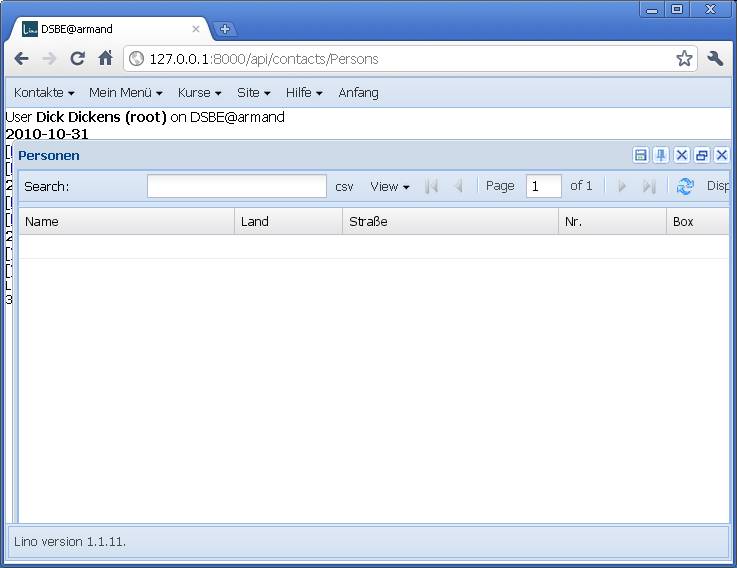 Lino DSBE@armand
127.0.0.1:8000/api/contacts/Persons
Kontakte Mein Menü Kurse Site Hilfe Anfang
User Dick Dickens (root) on DSBE@armand
2010-10-31
Personen
Search: csv View Page 1 of 1 Disp
Name Land Straße Nr. Box
Lino version 1.1.11.